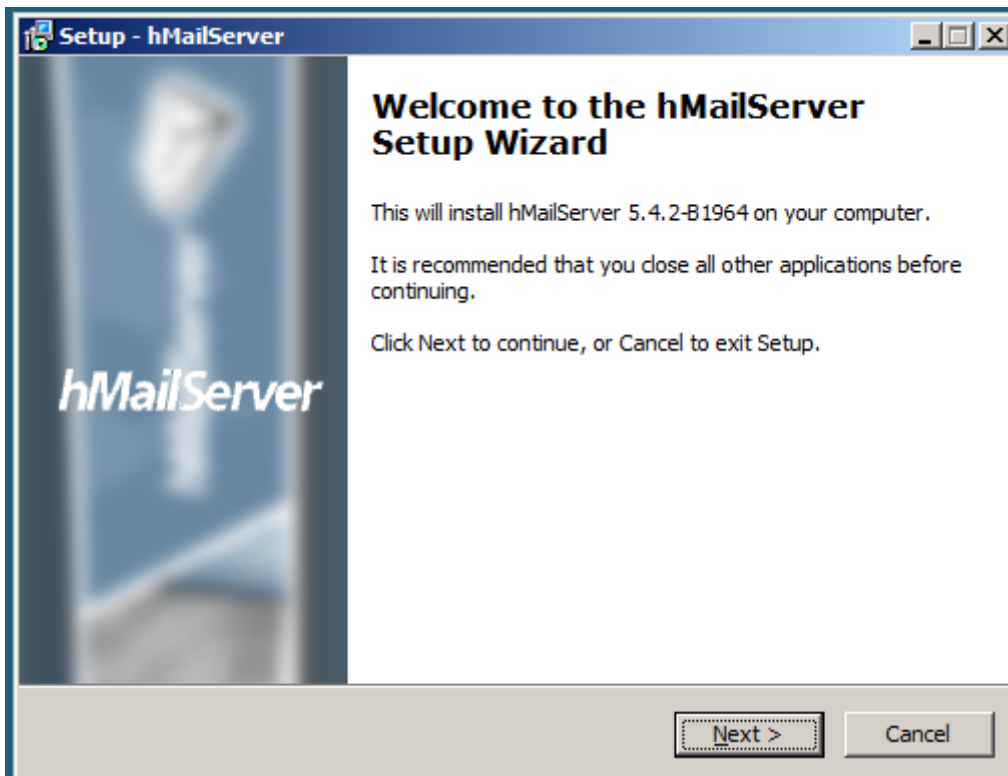 Setup - hMailServer
Welcome to the hMailServer
Setup Wizard
This will install hMailServer 5.4.2-B1964 on your computer.
It is recommended that you close all other applications before
continuing.
Click Next to continue, or Cancel to exit Setup.
hMailServer
Next >
Cancel